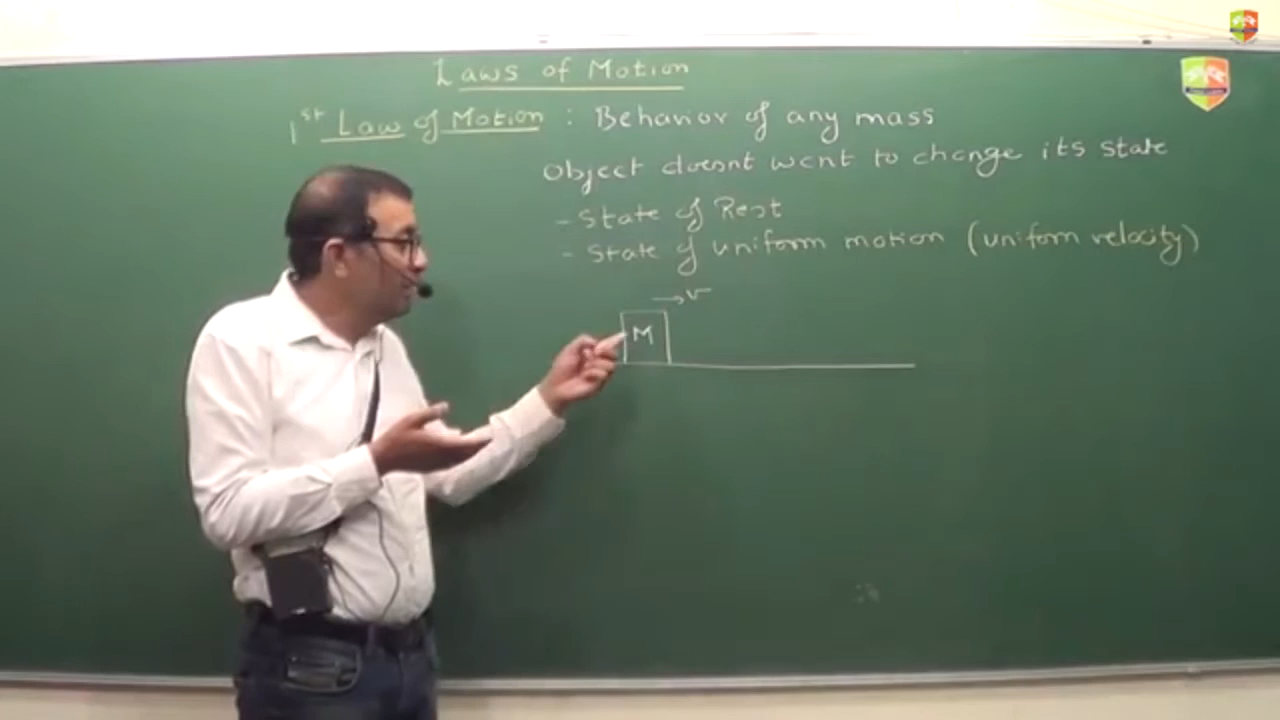 Laws of Motion
1st Law of Motion : Behavior of any mass
Object doesnt want to change its state
- State of Rest
- State of uniform motion (uniform velocity)
→ v
M